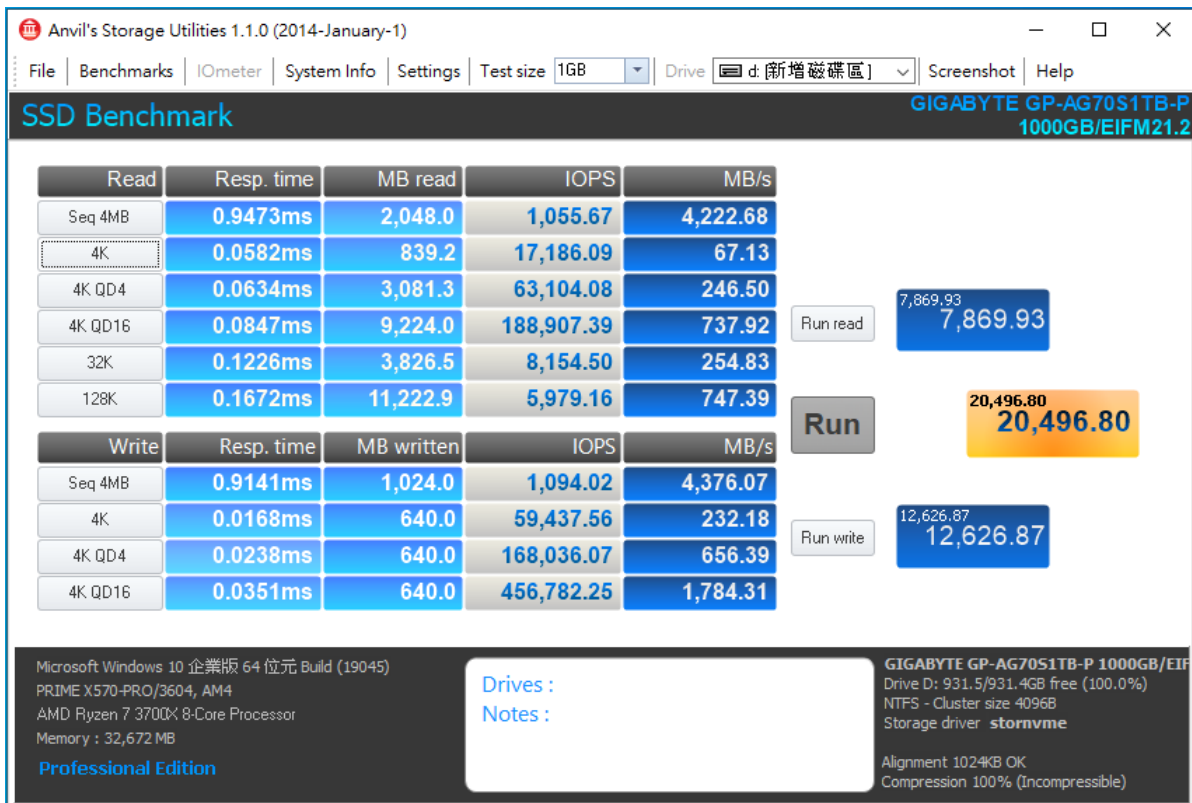 Anvil's Storage Utilities 1.1.0 (2014-January-1)
File Benchmarks IOmeter System Info Settings Test size 1GB Drive d: [新增磁碟區] Screenshot Help
SSD Benchmark
GIGABYTE GP-AG70S1TB-P
1000GB/EIFM21.2
Read Resp. time MB read IOPS MB/s
Seq 4MB 0.9473ms 2,048.0 1,055.67 4,222.68
4K 0.0582ms 839.2 17,186.09 67.13
4K QD4 0.0634ms 3,081.3 63,104.08 246.50
4K QD16 0.0847ms 9,224.0 188,907.39 737.92
32K 0.1226ms 3,826.5 8,154.50 254.83
128K 0.1672ms 11,222.9 5,979.16 747.39
Run read
7,869.93
7,869.93
Run
20,496.80
20,496.80
Write Resp. time MB written IOPS MB/s
Seq 4MB 0.9141ms 1,024.0 1,094.02 4,376.07
4K 0.0168ms 640.0 59,437.56 232.18
4K QD4 0.0238ms 640.0 168,036.07 656.39
4K QD16 0.0351ms 640.0 456,782.25 1,784.31
Run write
12,626.87
12,626.87
Microsoft Windows 10 企業版 64 位元 Build (19045)
PRIME X570-PRO/3604, AM4
AMD Ryzen 7 3700X 8-Core Processor
Memory : 32,672 MB
Professional Edition
Drives :
Notes :
GIGABYTE GP-AG70S1TB-P 1000GB/EIF
Drive D: 931.5/931.4GB free (100.0%)
NTFS - Cluster size 4096B
Storage driver stornvme
Alignment 1024KB OK
Compression 100% (Incompressible)